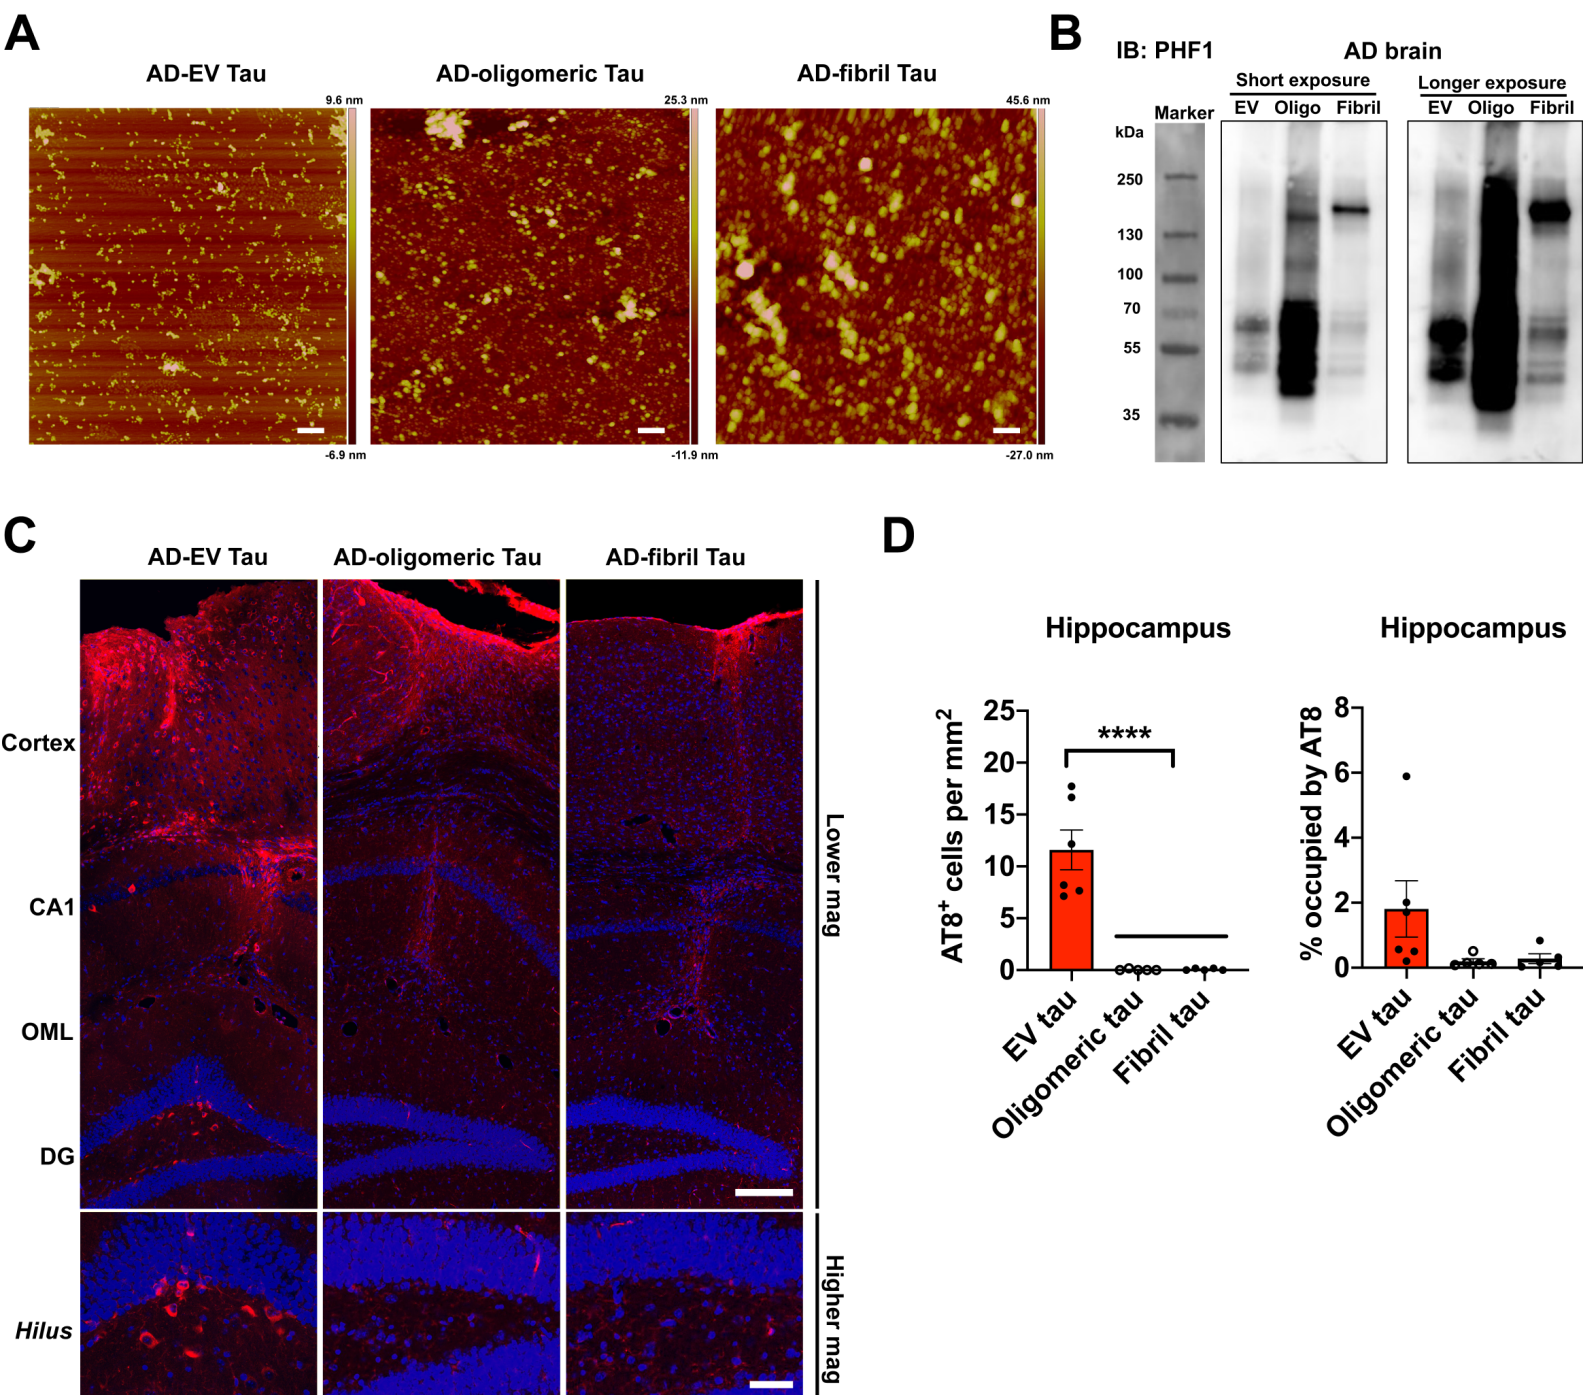 A
AD-EV Tau
AD-oligomeric Tau
AD-fibril Tau
9.6 nm
25.3 nm
45.6 nm
-6.9 nm
-11.9 nm
-27.0 nm
B
IB: PHF1
AD brain
Short exposure
Longer exposure
Marker
EV Oligo Fibril
EV Oligo Fibril
kDa
250
130
100
70
55
35
C
AD-EV Tau
AD-oligomeric Tau
AD-fibril Tau
Cortex
CA1
OML
DG
Hilus
Lower mag
Higher mag
D
Hippocampus
AT8+ cells per mm2
25
20
15
10
5
0
****
EV tau
Oligomeric tau
Fibril tau
Hippocampus
% occupied by AT8
8
6
4
2
0
EV tau
Oligomeric tau
Fibril tau